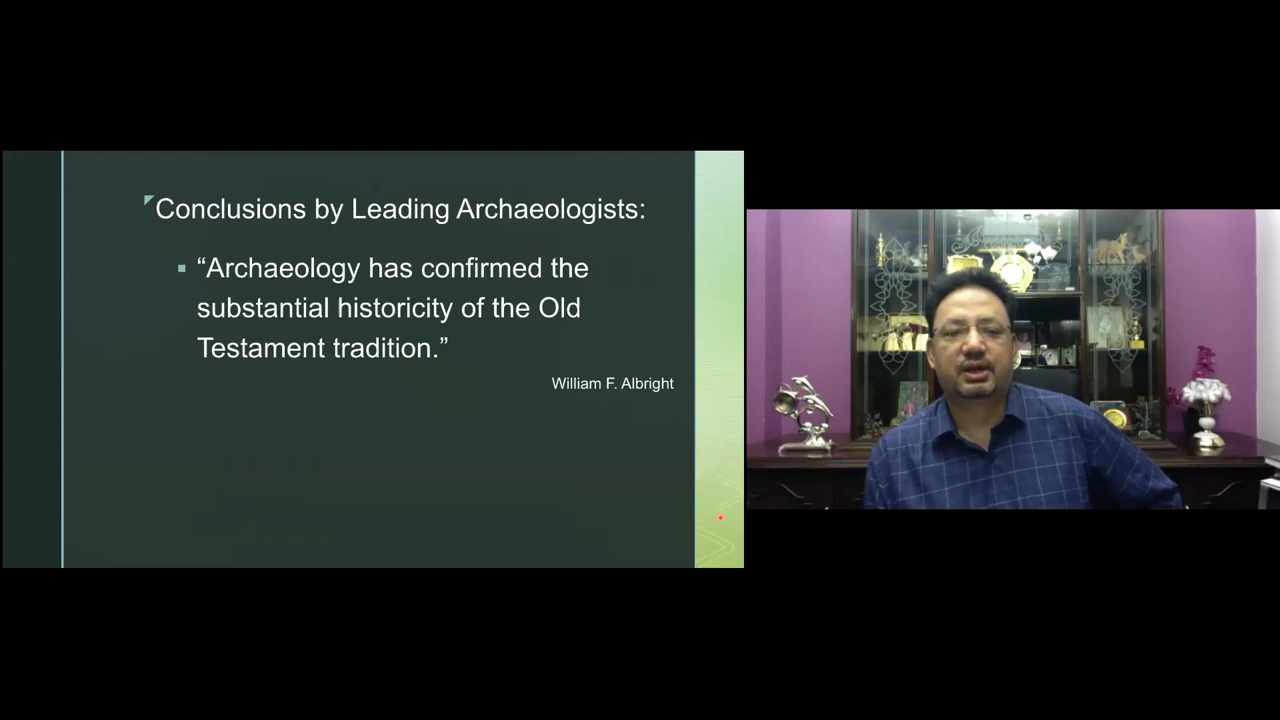 Conclusions by Leading Archaeologists:
“Archaeology has confirmed the
substantial historicity of the Old
Testament tradition.”
William F. Albright